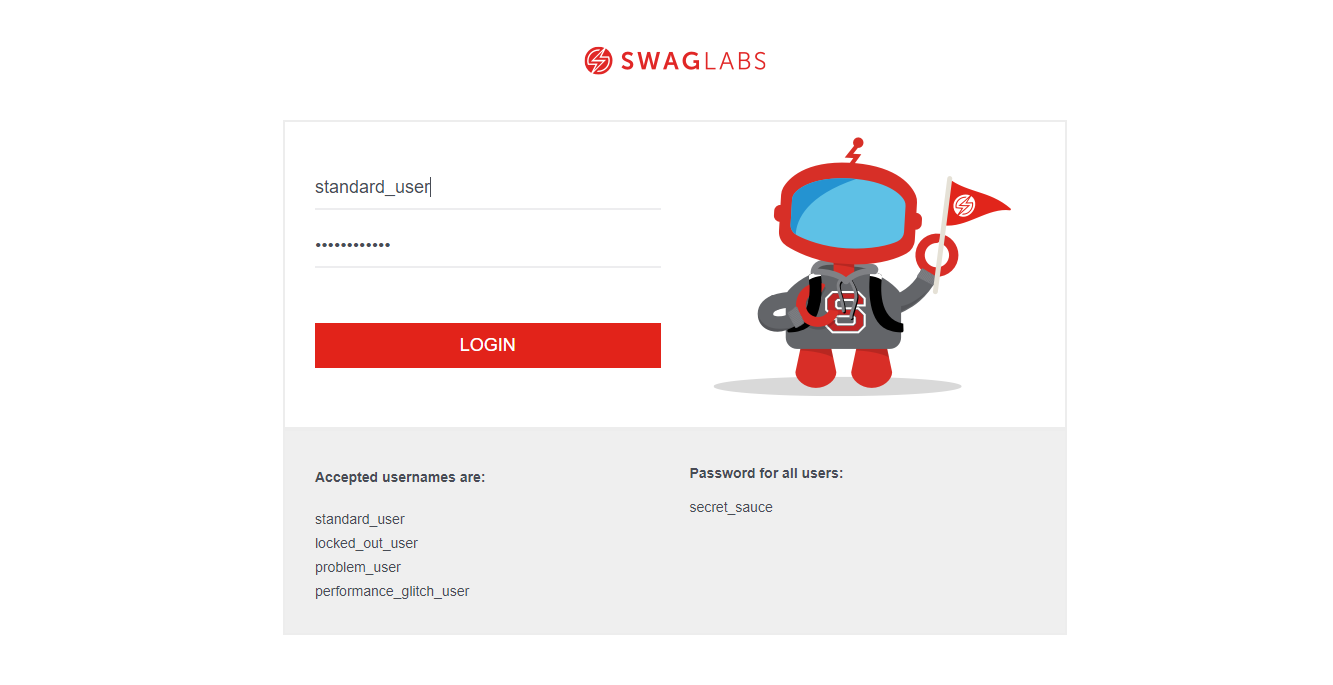 SWAGLABS
standard_user
••••••••••••
LOGIN
S
Accepted usernames are:
standard_user
locked_out_user
problem_user
performance_glitch_user
Password for all users:
secret_sauce